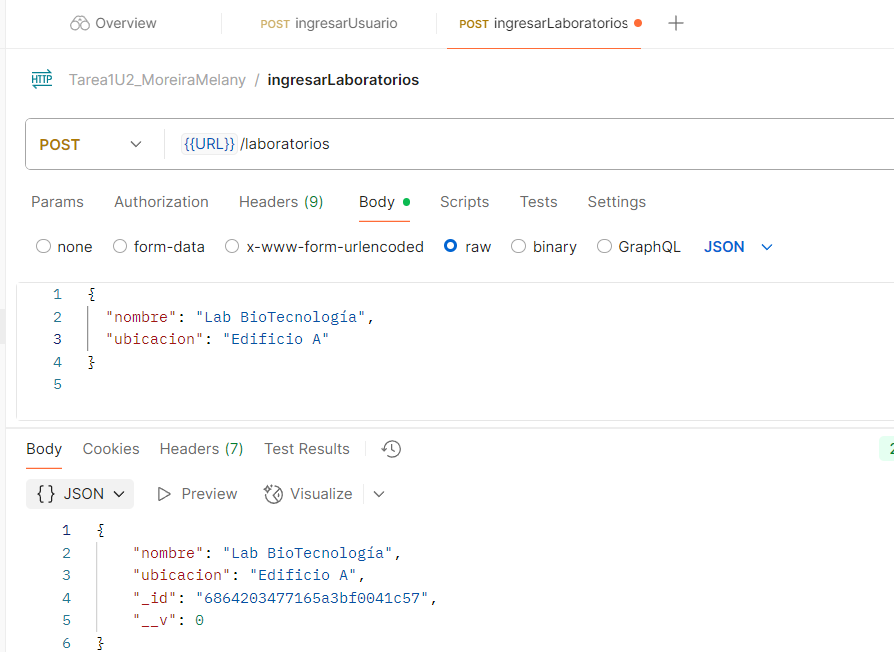 Overview POST ingresarUsuario POST ingresarLaboratorios
HTTP Tarea1U2_MoreiraMelany / ingresarLaboratorios
POST {{URL}} /laboratorios
Params Authorization Headers (9) Body Scripts Tests Settings
none form-data x-www-form-urlencoded raw binary GraphQL JSON
1 {
2 "nombre": "Lab BioTecnología",
3 "ubicacion": "Edificio A"
4 }
5
Body Cookies Headers (7) Test Results 2
{} JSON Preview Visualize
1 {
2 "nombre": "Lab BioTecnología",
3 "ubicacion": "Edificio A",
4 "_id": "6864203477165a3bf0041c57",
5 "__v": 0
6 }